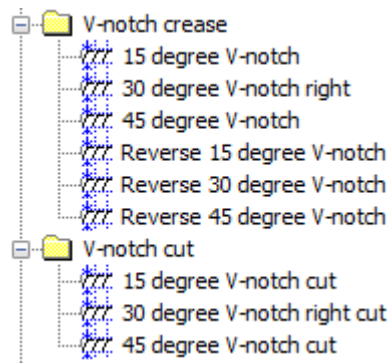 V-notch crease
15 degree V-notch
30 degree V-notch right
45 degree V-notch
Reverse 15 degree V-notch
Reverse 30 degree V-notch
Reverse 45 degree V-notch
V-notch cut
15 degree V-notch cut
30 degree V-notch right cut
45 degree V-notch cut